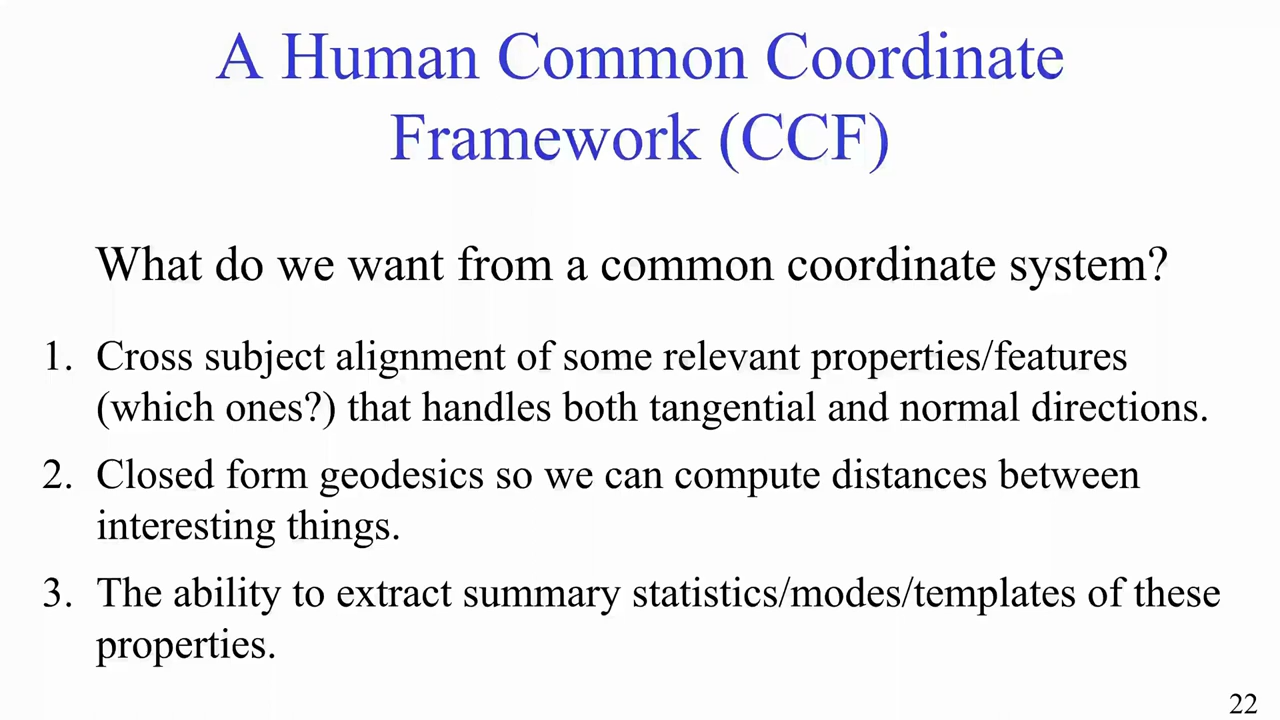 A Human Common Coordinate
Framework (CCF)
What do we want from a common coordinate system?
1. Cross subject alignment of some relevant properties/features
(which ones?) that handles both tangential and normal directions.
2. Closed form geodesics so we can compute distances between
interesting things.
3. The ability to extract summary statistics/modes/templates of these
properties.
22